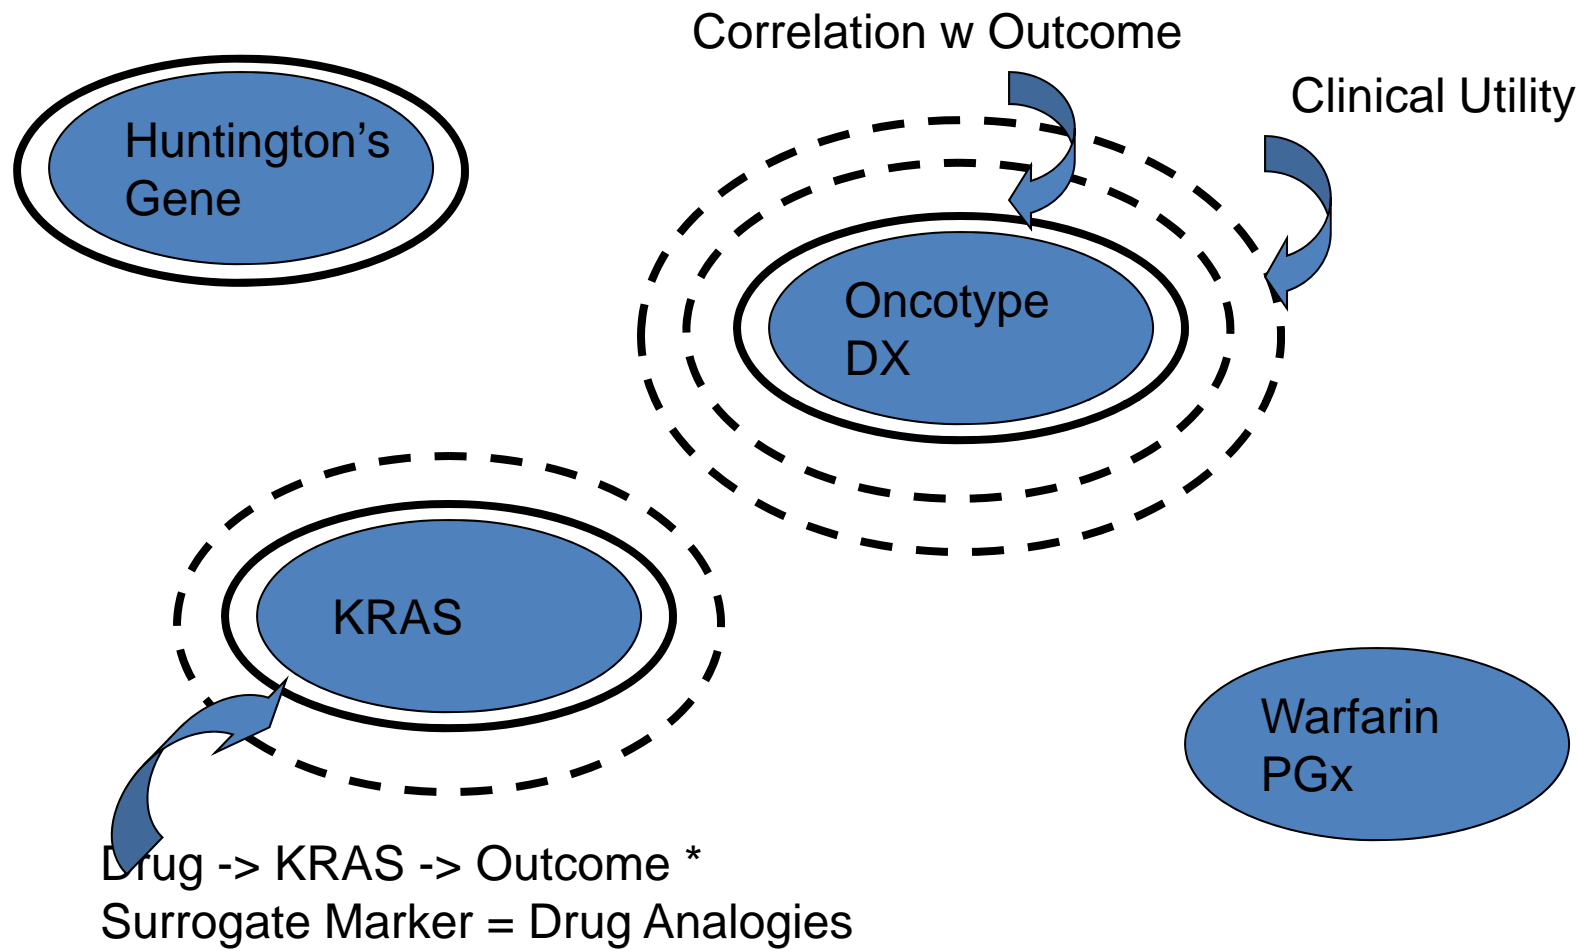 Correlation w Outcome
Clinical Utility
Huntington’s
Gene
Oncotype
DX
KRAS
Warfarin
PGx
Drug -> KRAS -> Outcome *
Surrogate Marker = Drug Analogies